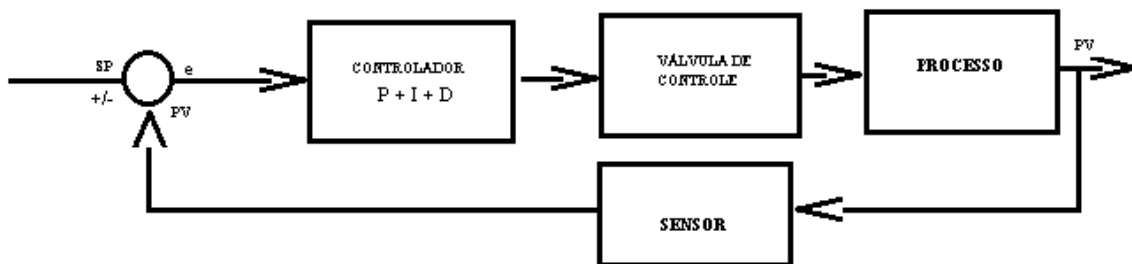 SP
+/-
e
PV
CONTROLADOR
P + I + D
VÁLVULA DE
CONTROLE
PROCESSO
PV
SENSOR